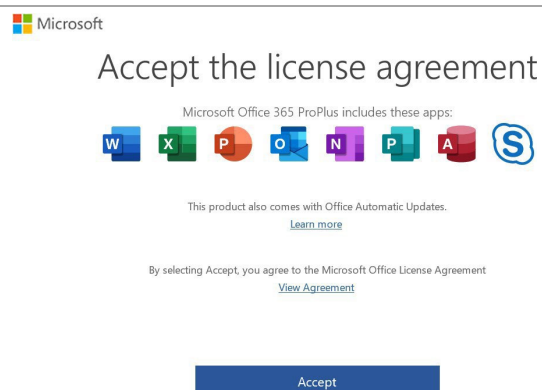 Microsoft
Accept the license agreement
Microsoft Office 365 ProPlus includes these apps:
W X P O N P A S
This product also comes with Office Automatic Updates.
Learn more
By selecting Accept, you agree to the Microsoft Office License Agreement
View Agreement
Accept